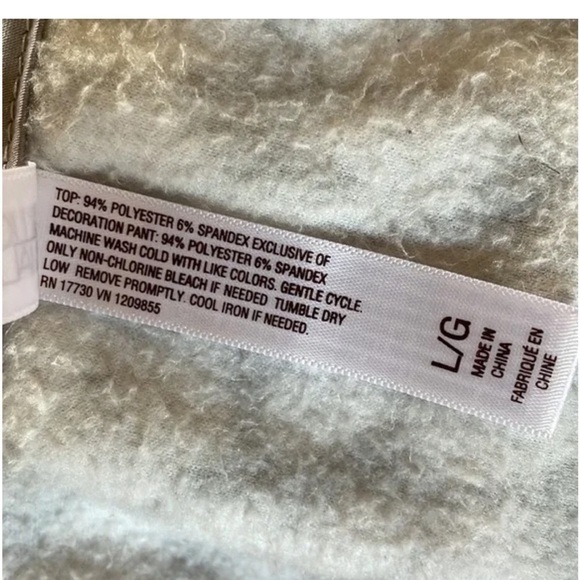 TOP: 94% POLYESTER 6% SPANDEX EXCLUSIVE OF
DECORATION PANT: 94% POLYESTER 6% SPANDEX
MACHINE WASH COLD WITH LIKE COLORS. GENTLE CYCLE.
ONLY NON-CHLORINE BLEACH IF NEEDED TUMBLE DRY
LOW REMOVE PROMPTLY. COOL IRON IF NEEDED.
RN 17730 VN 1209855
L/G
MADE IN
CHINA
FABRIQUÉ EN
CHINE